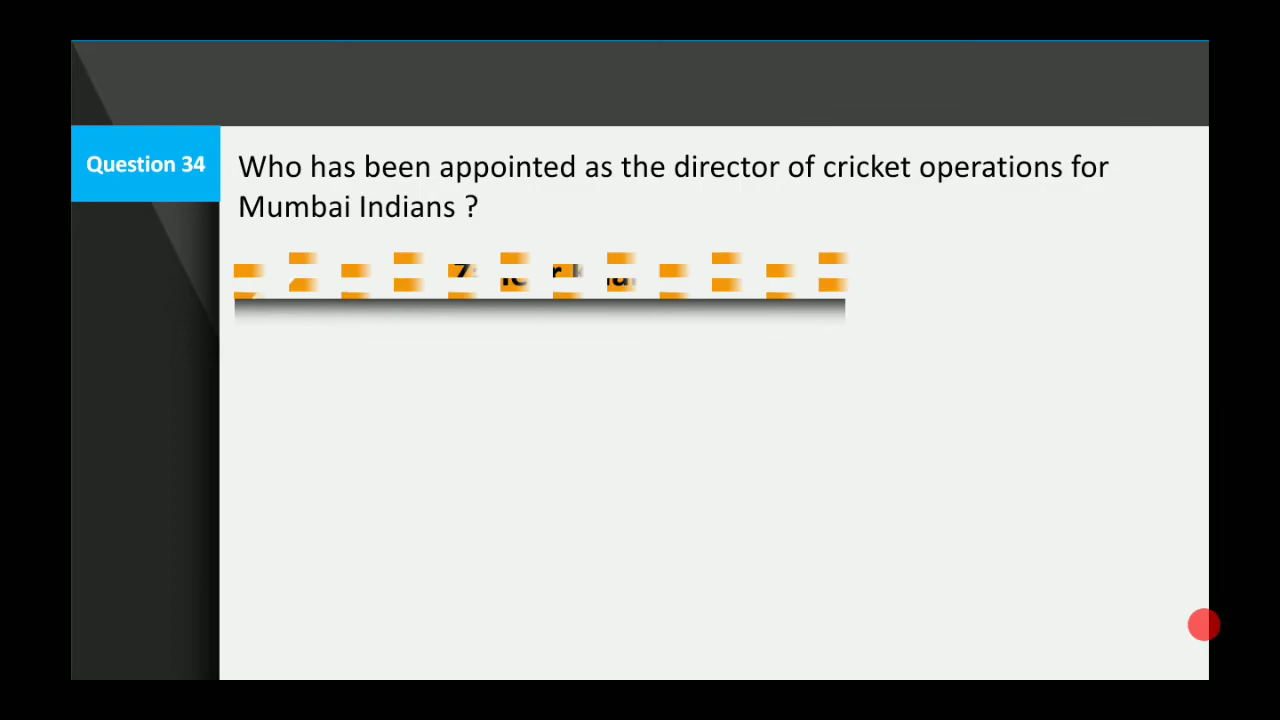 Question 34
Who has been appointed as the director of cricket operations for
Mumbai Indians ?